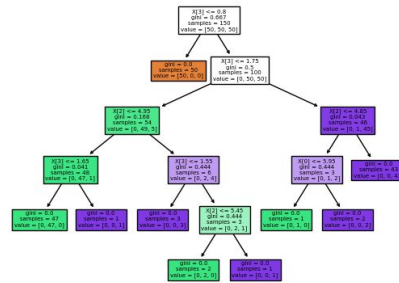 X[3] <= 0.8
gini = 0.667
samples = 150
value = [50, 50, 50]
gini = 0.0
samples = 50
value = [50, 0, 0]
X[3] <= 1.75
gini = 0.5
samples = 100
value = [0, 50, 50]
X[2] <= 4.95
gini = 0.168
samples = 54
value = [0, 49, 5]
X[2] <= 4.85
gini = 0.043
samples = 46
value = [0, 1, 45]
X[3] <= 1.65
gini = 0.041
samples = 48
value = [0, 47, 1]
X[3] <= 1.55
gini = 0.444
samples = 6
value = [0, 2, 4]
X[0] <= 5.95
gini = 0.444
samples = 3
value = [0, 1, 2]
gini = 0.0
samples = 43
value = [0, 0, 43]
gini = 0.0
samples = 47
value = [0, 47, 0]
gini = 0.0
samples = 1
value = [0, 0, 1]
gini = 0.0
samples = 3
value = [0, 0, 3]
X[2] <= 5.45
gini = 0.444
samples = 3
value = [0, 2, 1]
gini = 0.0
samples = 1
value = [0, 1, 0]
gini = 0.0
samples = 2
value = [0, 0, 2]
gini = 0.0
samples = 2
value = [0, 2, 0]
gini = 0.0
samples = 1
value = [0, 0, 1]